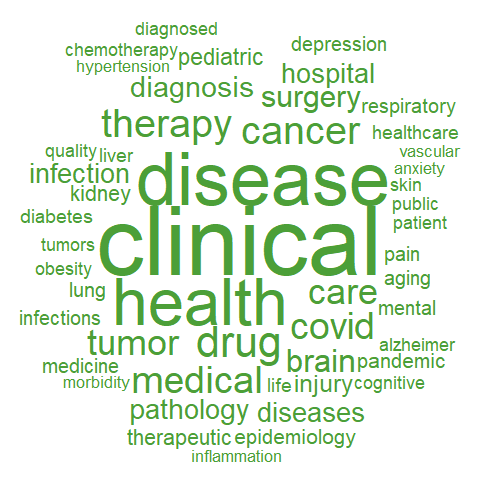 diagnosed
chemotherapy pediatric depression
hypertension
diagnosis hospital
surgery respiratory
therapy cancer healthcare
quality liver vascular
infection disease anxiety
kidney skin
public
diabetes patient
clinical
tumors pain
obesity aging
lung health care
infections covid mental
tumor drug alzheimer
medicine brain pandemic
morbidity medical life injury cognitive
pathology diseases
therapeutic epidemiology
inflammation